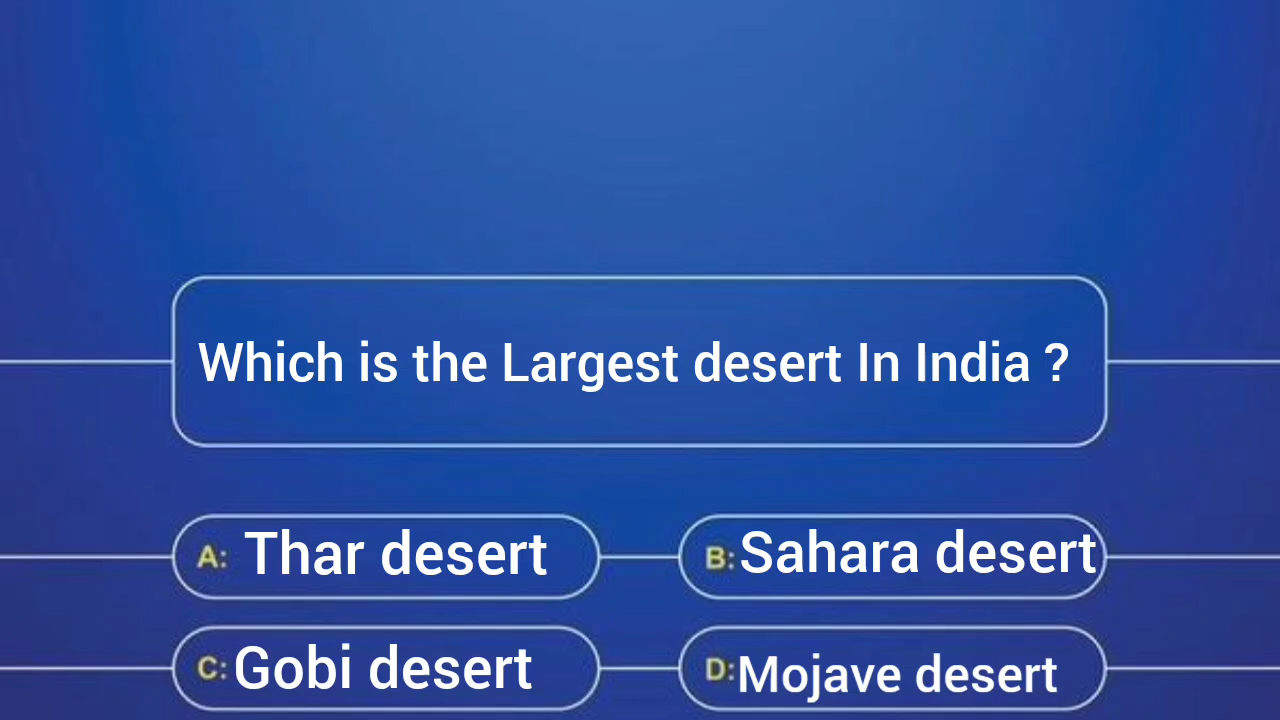 Which is the Largest desert In India ?
A: Thar desert
B: Sahara desert
C: Gobi desert
D: Mojave desert